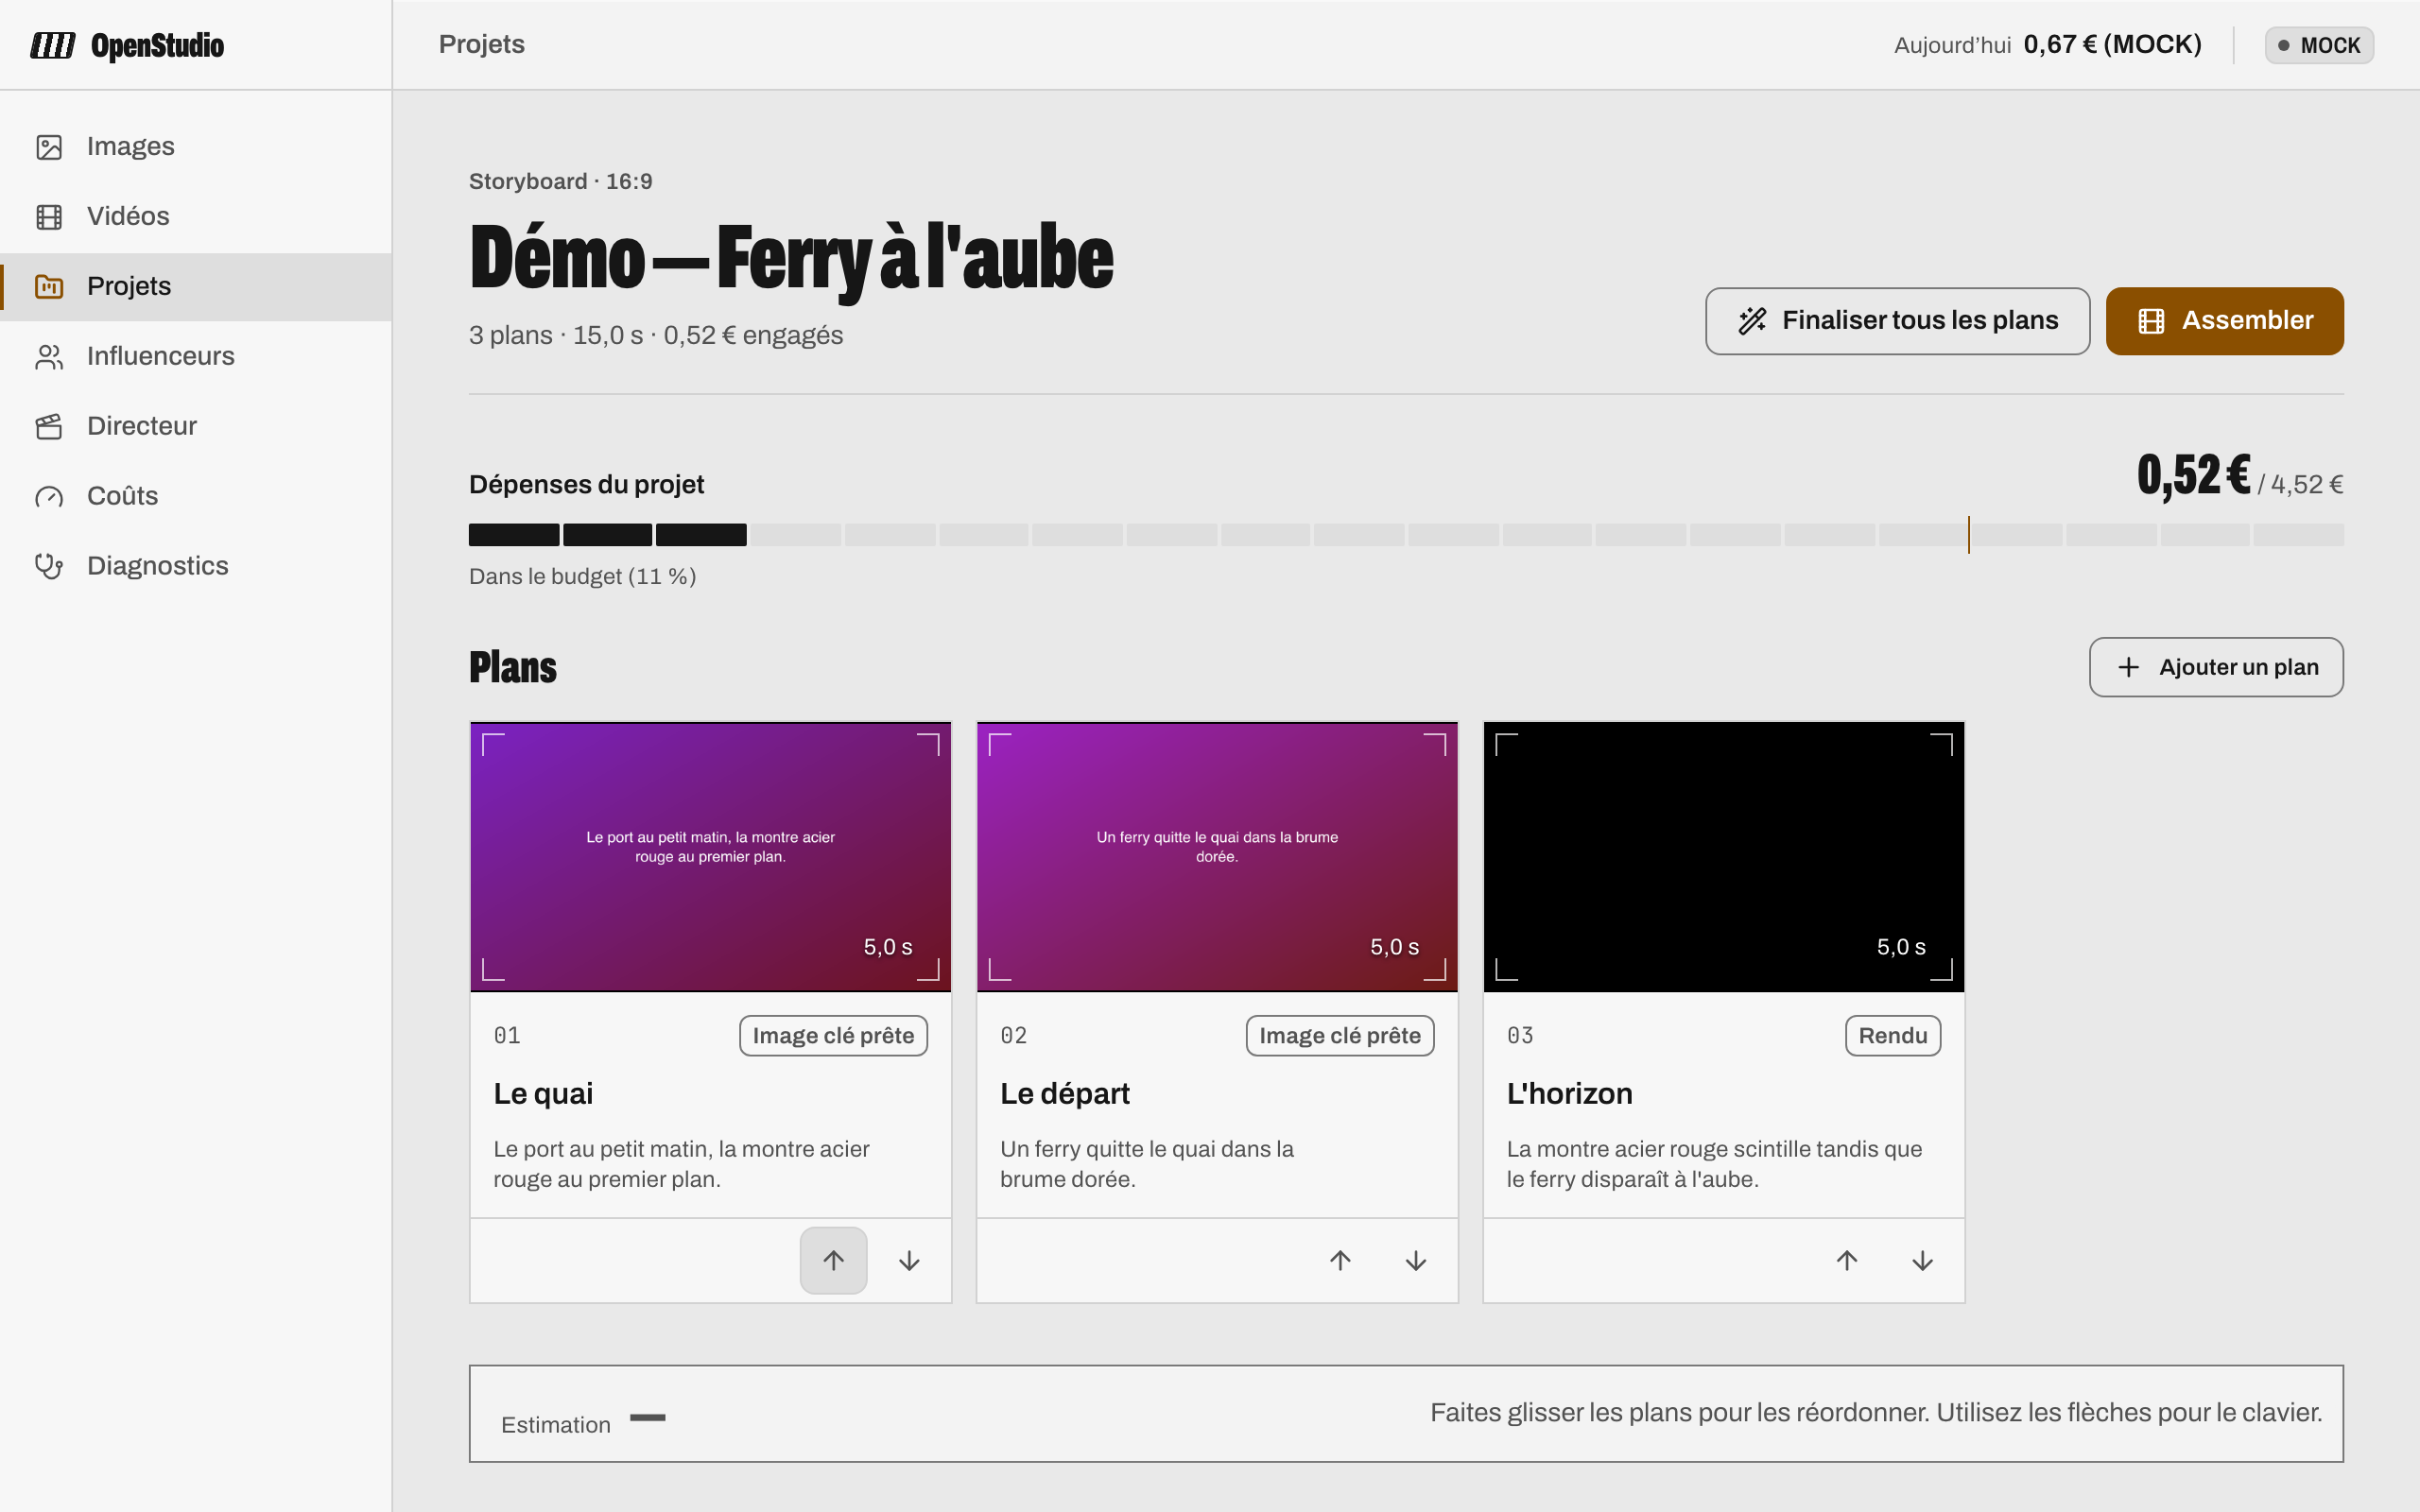 OpenStudio
Projets
Aujourd’hui 0,67 € (MOCK)
MOCK
Images
Vidéos
Projets
Influenceurs
Directeur
Coûts
Diagnostics
Storyboard · 16:9
Démo — Ferry à l'aube
3 plans · 15,0 s · 0,52 € engagés
Finaliser tous les plans
Assembler
Dépenses du projet
0,52 € / 4,52 €
Dans le budget (11 %)
Plans
Ajouter un plan
Le port au petit matin, la montre acier
rouge au premier plan.
5,0 s
01
Image clé prête
Le quai
Le port au petit matin, la montre acier
rouge au premier plan.
Un ferry quitte le quai dans la brume
dorée.
5,0 s
02
Image clé prête
Le départ
Un ferry quitte le quai dans la
brume dorée.
5,0 s
03
Rendu
L'horizon
La montre acier rouge scintille tandis que
le ferry disparaît à l'aube.
Estimation —
Faites glisser les plans pour les réordonner. Utilisez les flèches pour le clavier.